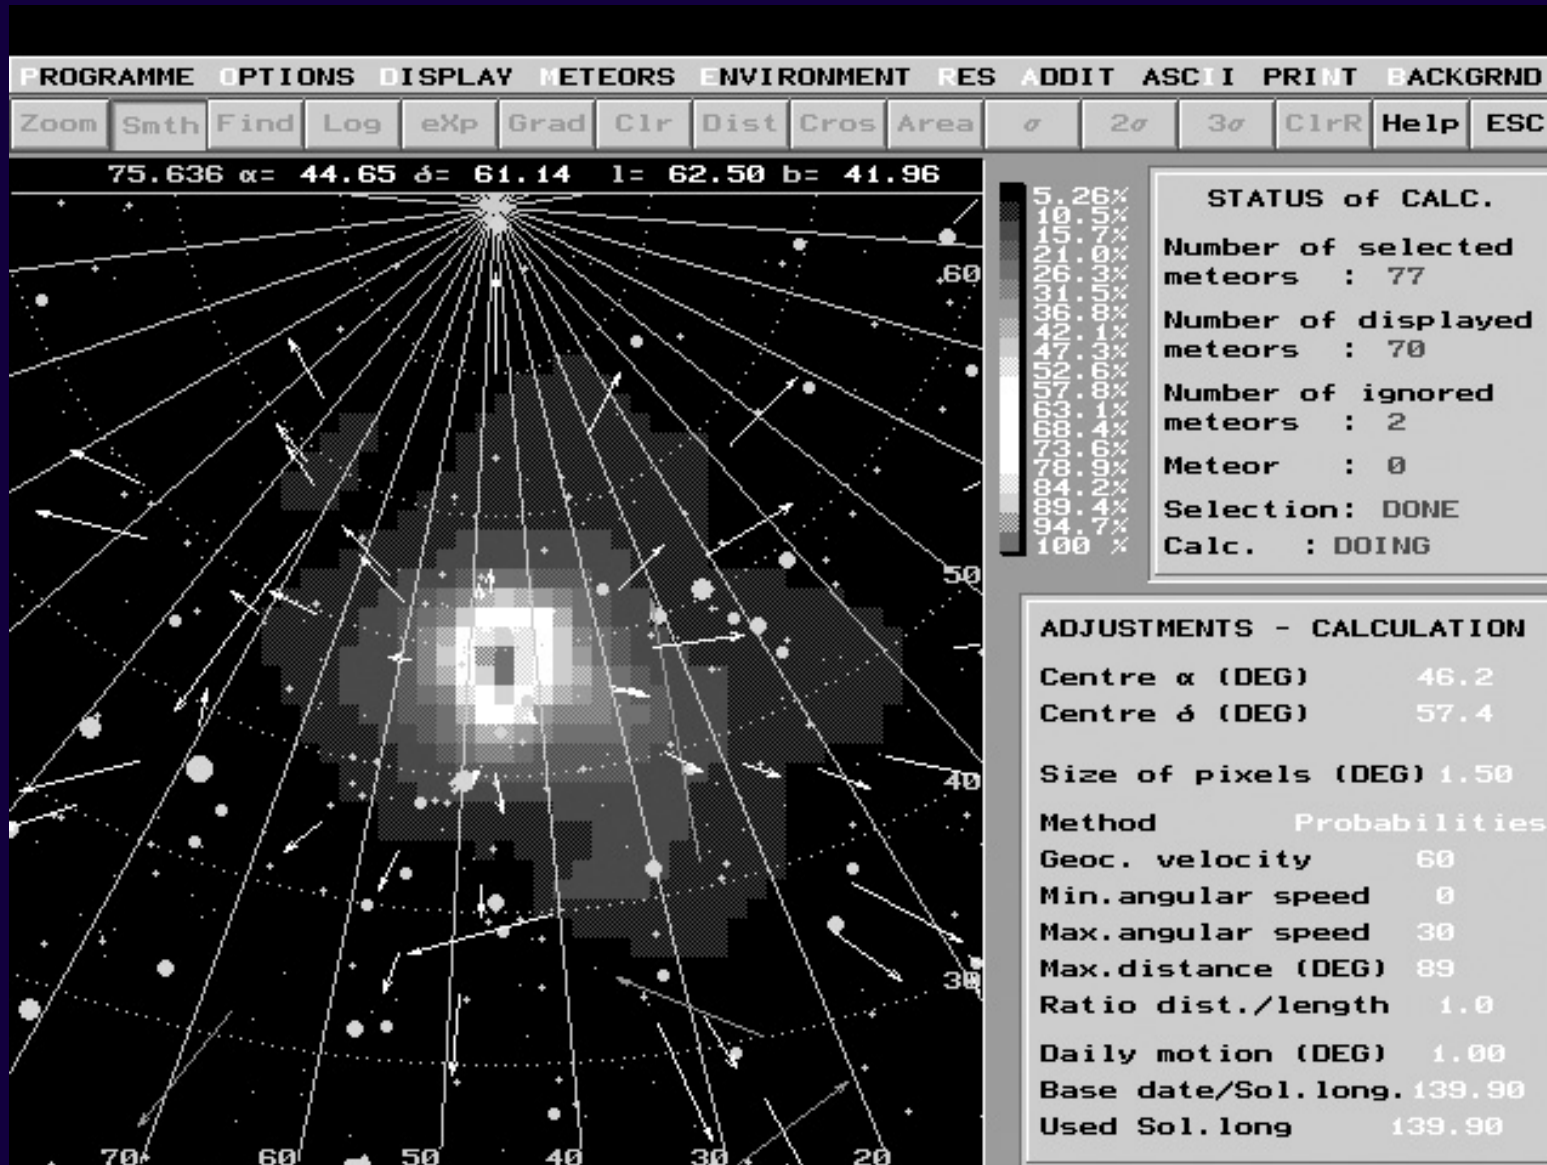 PROGRAMME OPTIONS DISPLAY METEORS ENVIRONMENT RES ADDIT ASCII PRINT BACKGRND
Zoom Smth Find Log eXp Grad Clr Dist Cros Area σ 2σ 3σ ClrR Help ESC
75.636 α= 44.65 δ= 61.14 l= 62.50 b= 41.96
60
50
40
30
70 60 50 40 30 20
5.26%
10.5%
15.7%
21.0%
26.3%
31.5%
36.8%
42.1%
47.3%
52.6%
57.8%
63.1%
68.4%
73.6%
78.9%
84.2%
89.4%
94.7%
100 %
STATUS of CALC.
Number of selected
meteors : 77
Number of displayed
meteors : 70
Number of ignored
meteors : 2
Meteor : 0
Selection: DONE
Calc. : DOING
ADJUSTMENTS - CALCULATION
Centre α (DEG) 46.2
Centre δ (DEG) 57.4
Size of pixels (DEG) 1.50
Method Probabilities
Geoc. velocity 60
Min.angular speed 0
Max.angular speed 30
Max.distance (DEG) 89
Ratio dist./length 1.0
Daily motion (DEG) 1.00
Base date/Sol.long. 139.90
Used Sol.long 139.90